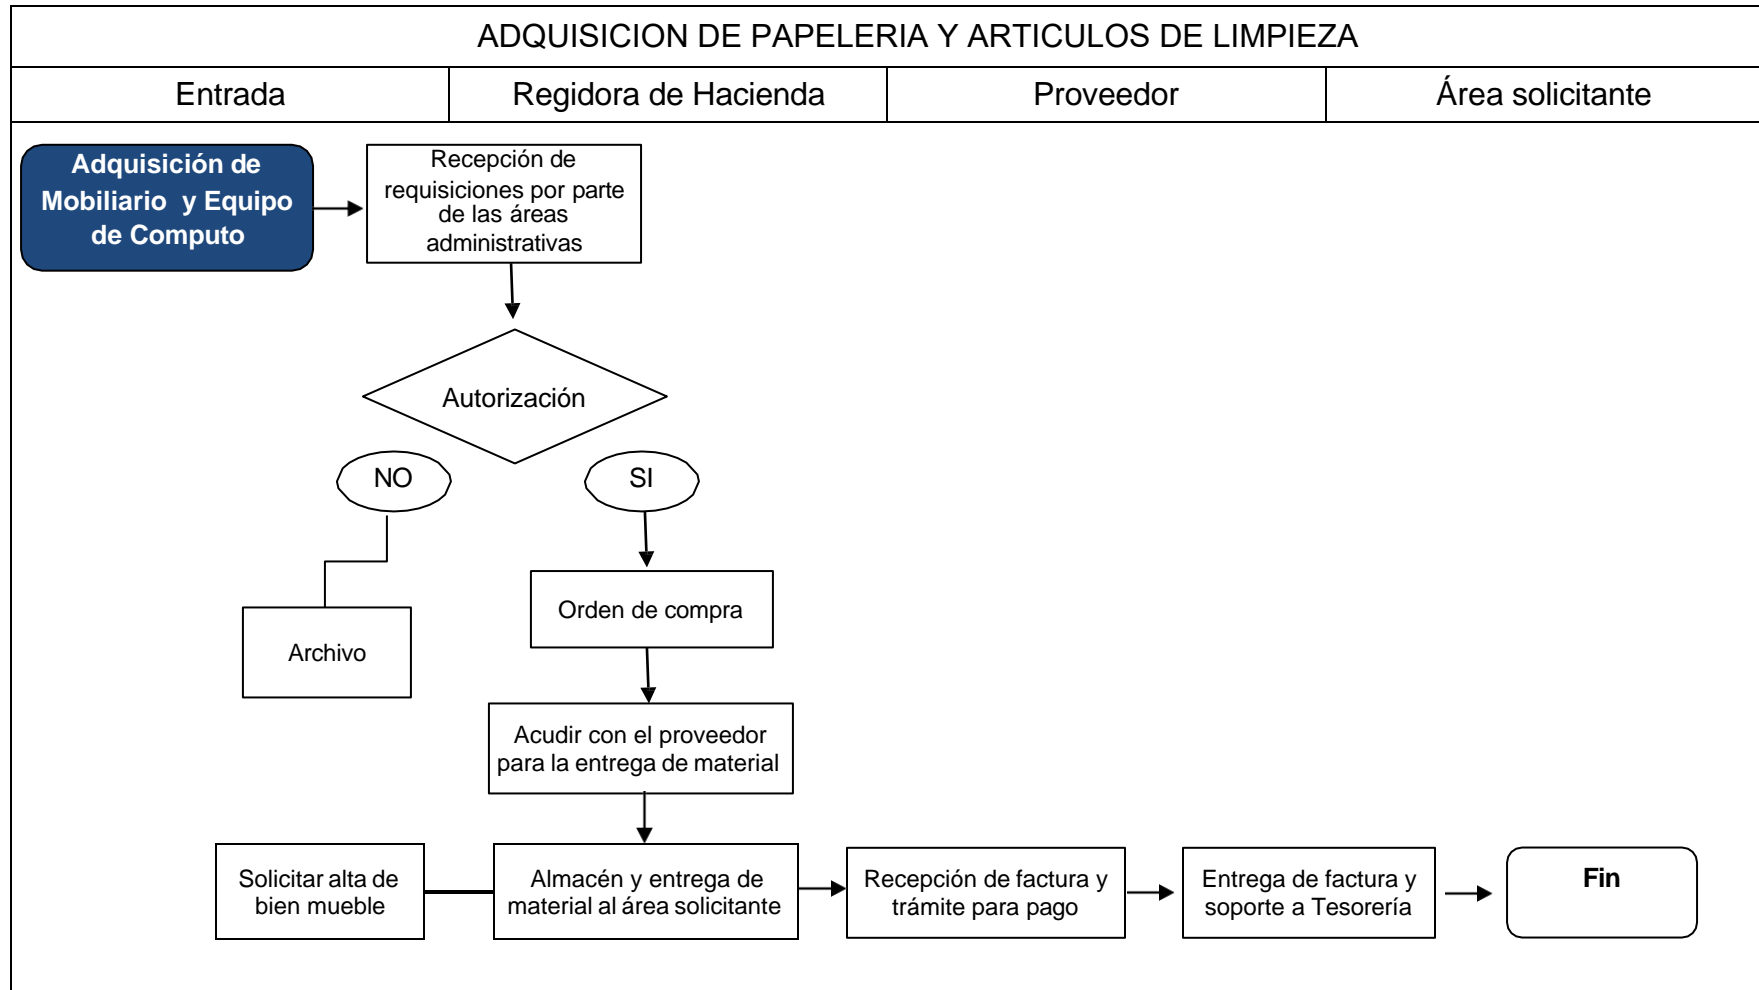 ADQUISICION DE PAPELERIA Y ARTICULOS DE LIMPIEZA
Entrada
Regidora de Hacienda
Proveedor
Área solicitante
Adquisición de
Mobiliario y Equipo
de Computo
Recepción de
requisiciones por parte
de las áreas
administrativas
Autorización
NO
SI
Orden de compra
Archivo
Acudir con el proveedor
para la entrega de material
Solicitar alta de
bien mueble
Almacén y entrega de
material al área solicitante
Recepción de factura y
trámite para pago
Entrega de factura y
soporte a Tesorería
Fin